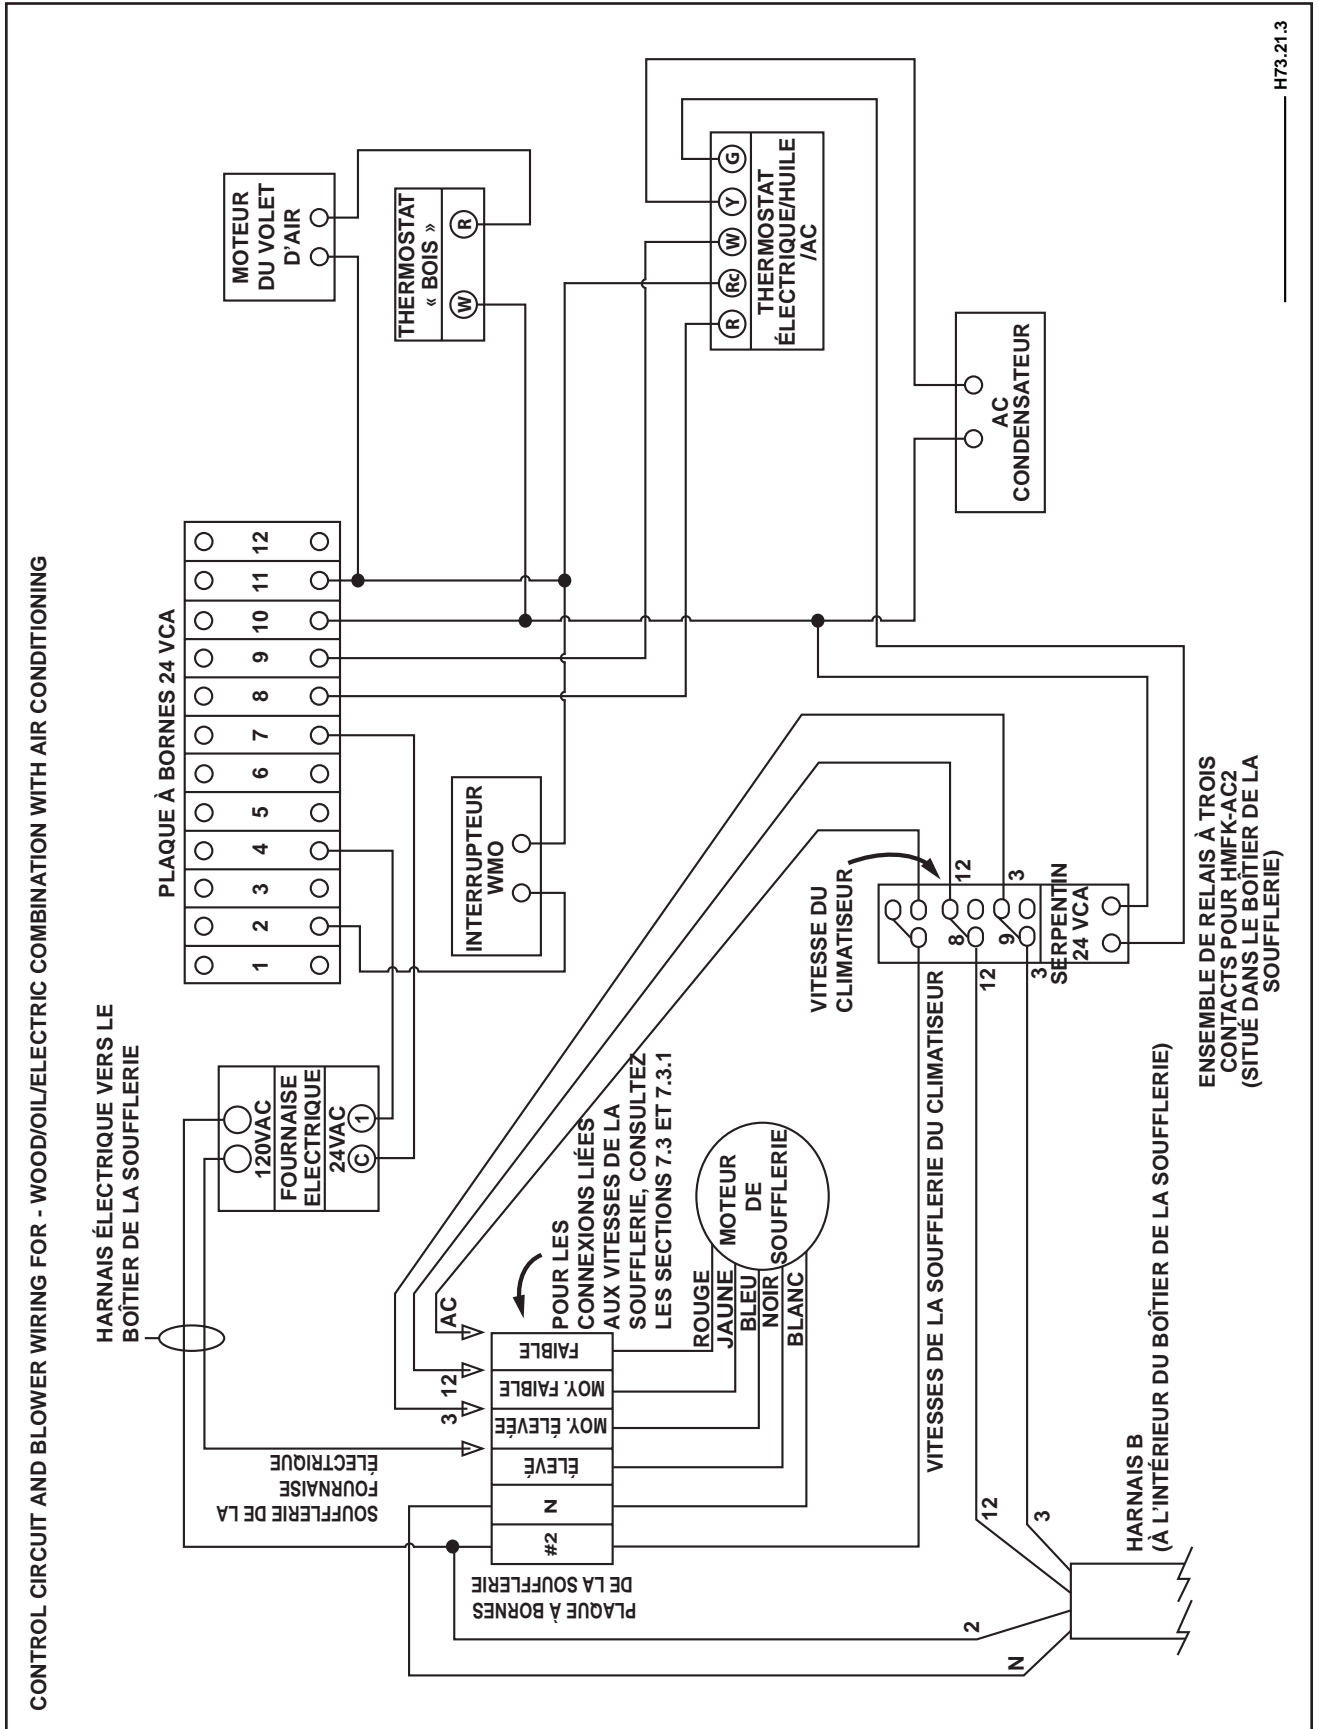 CONTROL CIRCUIT AND BLOWER WIRING FOR - WOOD/OIL/ELECTRIC COMBINATION WITH AIR CONDITIONING
HARNAIS ÉLECTRIQUE VERS LE
BOÎTIER DE LA SOUFFLERIE
PLAQUE À BORNES 24 VCA
1
2
3
4
5
6
7
8
9
10
11
12
MOTEUR
DU VOLET
D'AIR
THERMOSTAT
« BOIS »
W
R
120VAC
FOURNAISE
ELECTRIQUE
24VAC
C
1
INTERRUPTEUR
WMO
R
Rc
W
Y
G
THERMOSTAT
ÉLECTRIQUE/HUILE
/AC
AC
CONDENSATEUR
SOUFFLERIE DE LA
FOURNAISE
ÉLECTRIQUE
3
12
AC
POUR LES
CONNEXIONS LIÉES
AUX VITESSES DE LA
SOUFFLERIE, CONSULTEZ
LES SECTIONS 7.3 ET 7.3.1
PLAQUE À BORNES
DE LA SOUFFLERIE
#2
N
ÉLEVÉ
MOY. ÉLEVÉE
MOY. FAIBLE
FAIBLE
ROUGE
JAUNE
BLEU
NOIR
BLANC
MOTEUR
DE
SOUFFLERIE
VITESSE DU
CLIMATISEUR
12
3
8
9
12
3
SERPENTIN
24 VCA
VITESSES DE LA SOUFFLERIE DU CLIMATISEUR
ENSEMBLE DE RELAIS À TROIS
CONTACTS POUR HMFK-AC2
(SITUÉ DANS LE BOÎTIER DE LA
SOUFFLERIE)
N
2
12
3
HARNAIS B
(À L'INTÉRIEUR DU BOÎTIER DE LA SOUFFLERIE)
H73.21.3